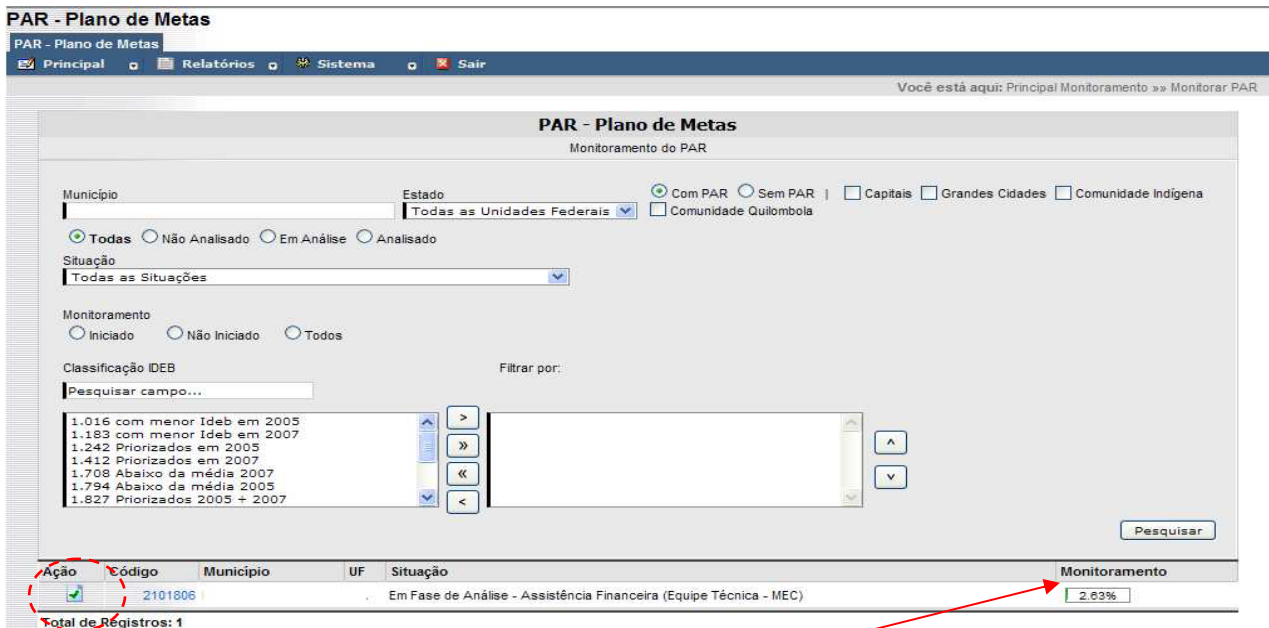 PAR - Plano de Metas
PAR - Plano de Metas
Principal Relatórios Sistema Sair
Você está aqui: Principal Monitoramento »» Monitorar PAR
PAR - Plano de Metas
Monitoramento do PAR
Município Estado Com PAR Sem PAR | Capitais Grandes Cidades Comunidade Indígena
Todas as Unidades Federais Comunidade Quilombola
Todas Não Analisado Em Análise Analisado
Situação
Todas as Situações
Monitoramento
Iniciado Não Iniciado Todos
Classificação IDEB Filtrar por:
Pesquisar campo...
1.016 com menor Ideb em 2005 >
1.183 com menor Ideb em 2007
1.242 Priorizados em 2005 »
1.412 Priorizados em 2007
1.708 Abaixo da média 2007 «
1.794 Abaixo da média 2005
1.827 Priorizados 2005 + 2007 <
Pesquisar
Ação Código Município UF Situação Monitoramento
2101806 Em Fase de Análise - Assistência Financeira (Equipe Técnica - MEC) 2.63%
Total de Registros: 1